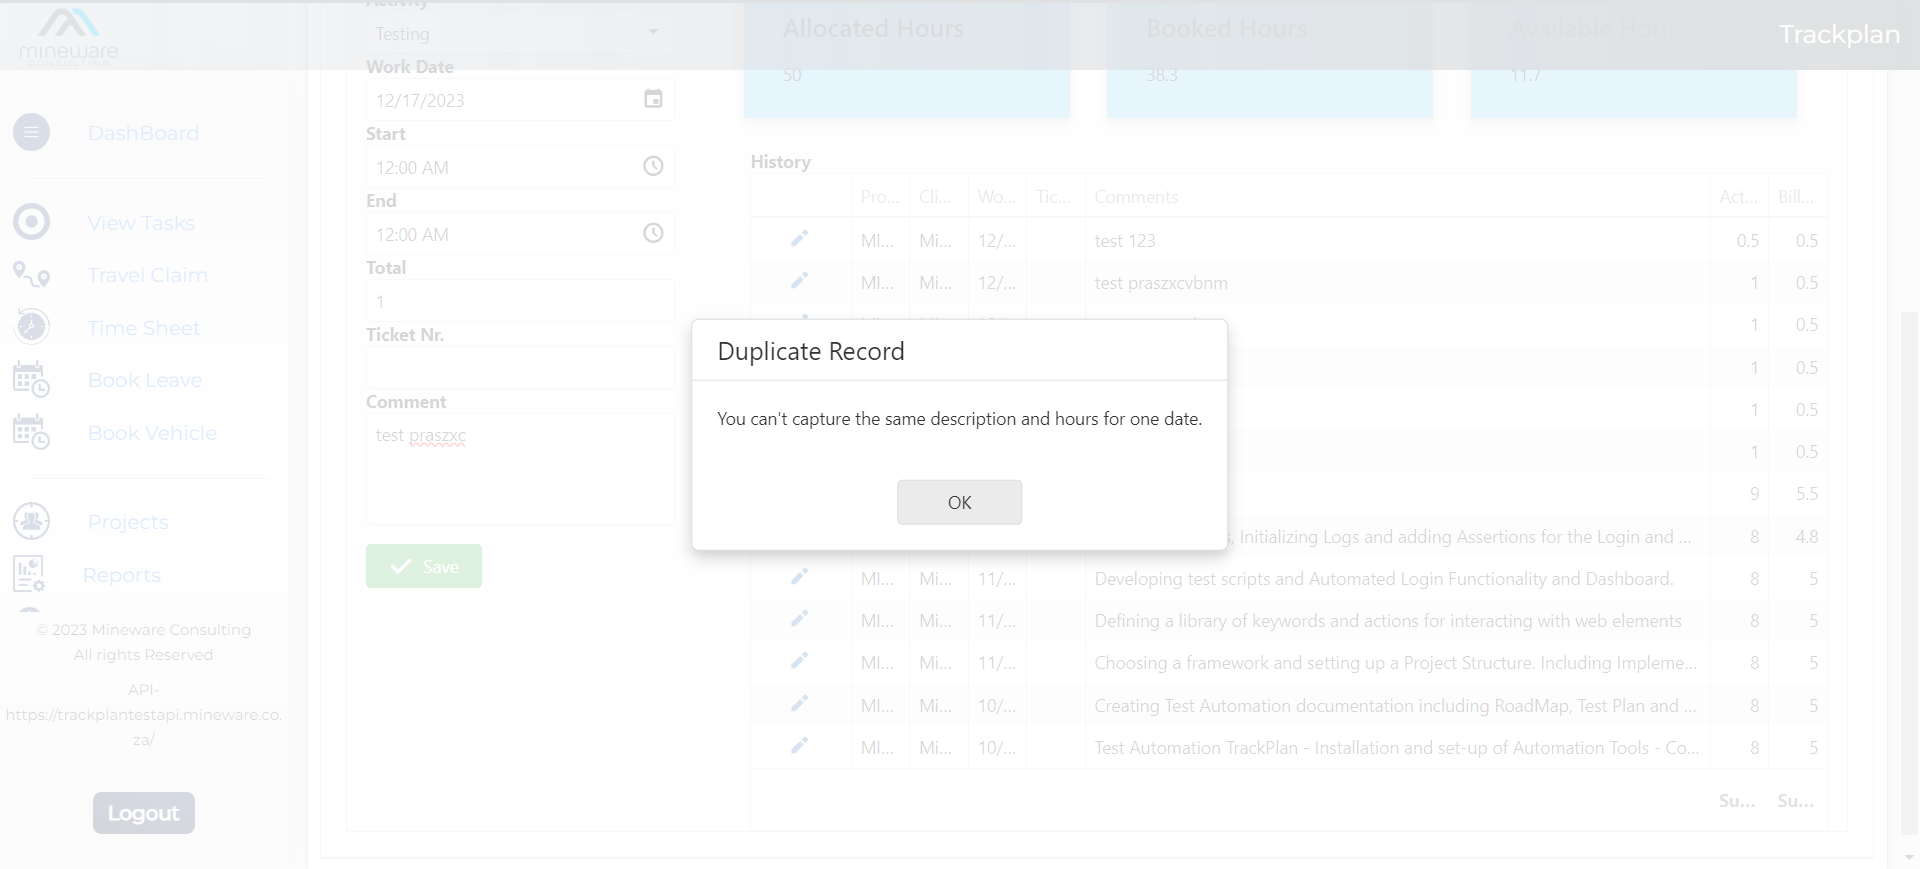 mineware
CONSULTING
Trackplan
DashBoard
View Tasks
Travel Claim
Time Sheet
Book Leave
Book Vehicle
Projects
Reports
© 2023 Mineware Consulting
All rights Reserved
API-
https://trackplantestapi.mineware.co.
za/
Logout
Activity
Testing
Work Date
12/17/2023
Start
12:00 AM
End
12:00 AM
Total
1
Ticket Nr.
Comment
test praszxc
Save
Allocated Hours
50
Booked Hours
38.3
Available Hours
11.7
History
Pro... Cli... Wo... Tic... Comments Act... Bill...
MI... Mi... 12/... test 123 0.5 0.5
MI... Mi... 12/... test praszxcvbnm 1 0.5
1 0.5
1 0.5
1 0.5
1 0.5
9 5.5
, Initializing Logs and adding Assertions for the Login and ... 8 4.8
MI... Mi... 11/... Developing test scripts and Automated Login Functionality and Dashboard. 8 5
MI... Mi... 11/... Defining a library of keywords and actions for interacting with web elements 8 5
MI... Mi... 11/... Choosing a framework and setting up a Project Structure. Including Impleme... 8 5
MI... Mi... 10/... Creating Test Automation documentation including RoadMap, Test Plan and ... 8 5
MI... Mi... 10/... Test Automation TrackPlan - Installation and set-up of Automation Tools - Co... 8 5
Su... Su...
Duplicate Record
You can't capture the same description and hours for one date.
OK